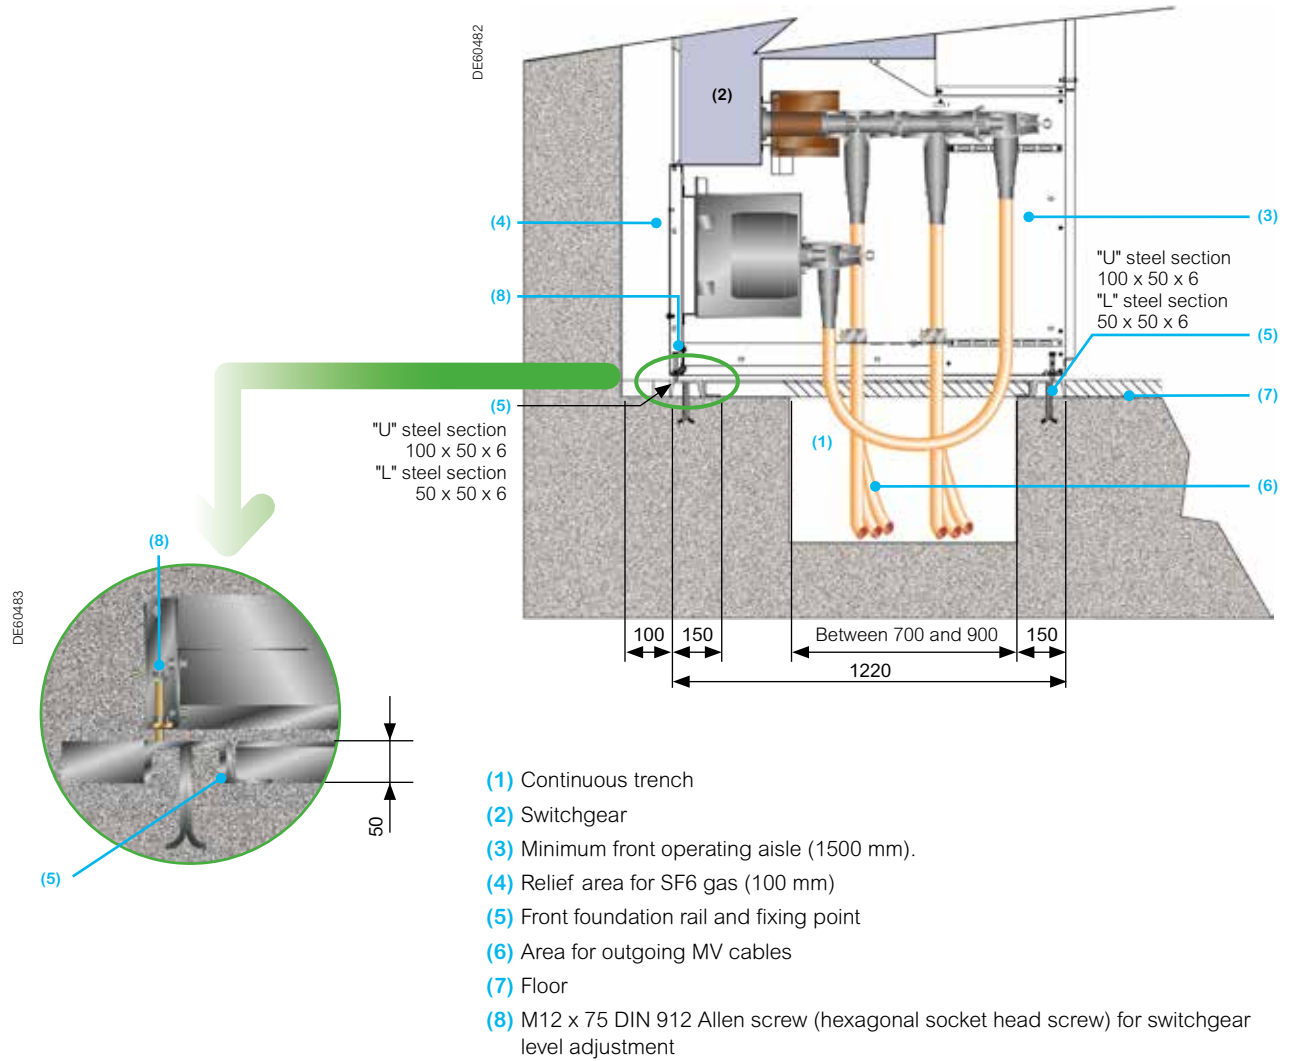 DE60482
(2)
(4)
(3)
"U" steel section
100 x 50 x 6
"L" steel section
50 x 50 x 6
(8)
(5)
(7)
(5)
"U" steel section
100 x 50 x 6
"L" steel section
50 x 50 x 6
(1)
(6)
(8)
DE60483
100
150
Between 700 and 900
150
1220
50
(5)
(1) Continuous trench
(2) Switchgear
(3) Minimum front operating aisle (1500 mm).
(4) Relief area for SF6 gas (100 mm)
(5) Front foundation rail and fixing point
(6) Area for outgoing MV cables
(7) Floor
(8) M12 x 75 DIN 912 Allen screw (hexagonal socket head screw) for switchgear
level adjustment